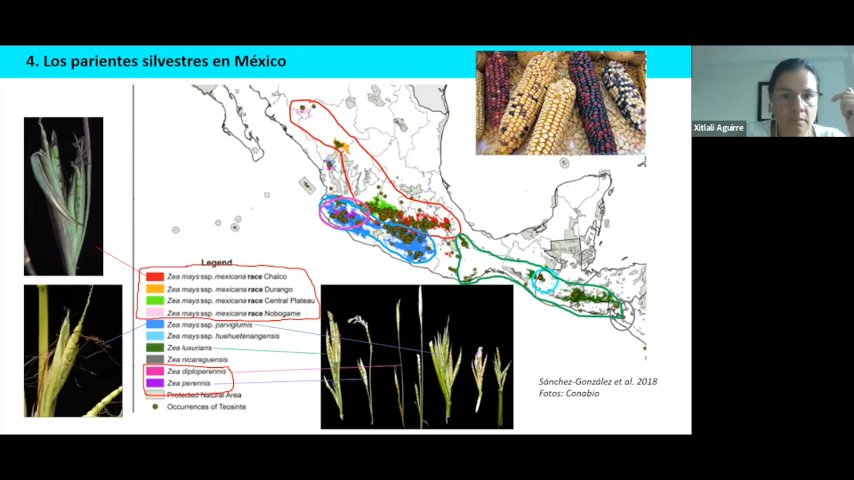 4. Los parientes silvestres en México
Xitlali Aguirre
Legend
Zea mays ssp. mexicana race Chalco
Zea mays ssp. mexicana race Durango
Zea mays ssp. mexicana race Central Plateau
Zea mays ssp. mexicana race Nobogame
Zea mays ssp. parviglumis
Zea mays ssp. huehuetenangensis
Zea luxurians
Zea nicaraguensis
Zea diploperennis
Zea perennis
Protected Natural Area
Occurrences of Teosinte
Sánchez-González et al. 2018
Fotos: Conabio